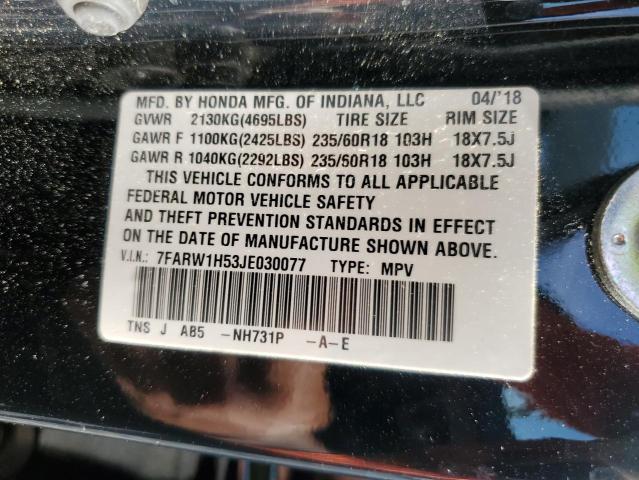 MFD. BY HONDA MFG. OF INDIANA, LLC 04/'18
GVWR 2130KG(4695LBS) TIRE SIZE RIM SIZE
GAWR F 1100KG(2425LBS) 235/60R18 103H 18X7.5J
GAWR R 1040KG(2292LBS) 235/60R18 103H 18X7.5J
THIS VEHICLE CONFORMS TO ALL APPLICABLE
FEDERAL MOTOR VEHICLE SAFETY
AND THEFT PREVENTION STANDARDS IN EFFECT
ON THE DATE OF MANUFACTURE SHOWN ABOVE.
V.I.N.: 7FARW1H53JE030077 TYPE: MPV
TNS J AB5 -NH731P -A-E